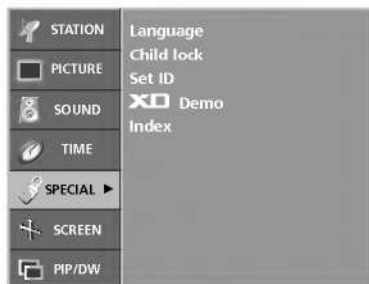 STATION
PICTURE
SOUND
TIME
SPECIAL ►
SCREEN
PIP/DW
Language
Child lock
Set ID
XD Demo
Index